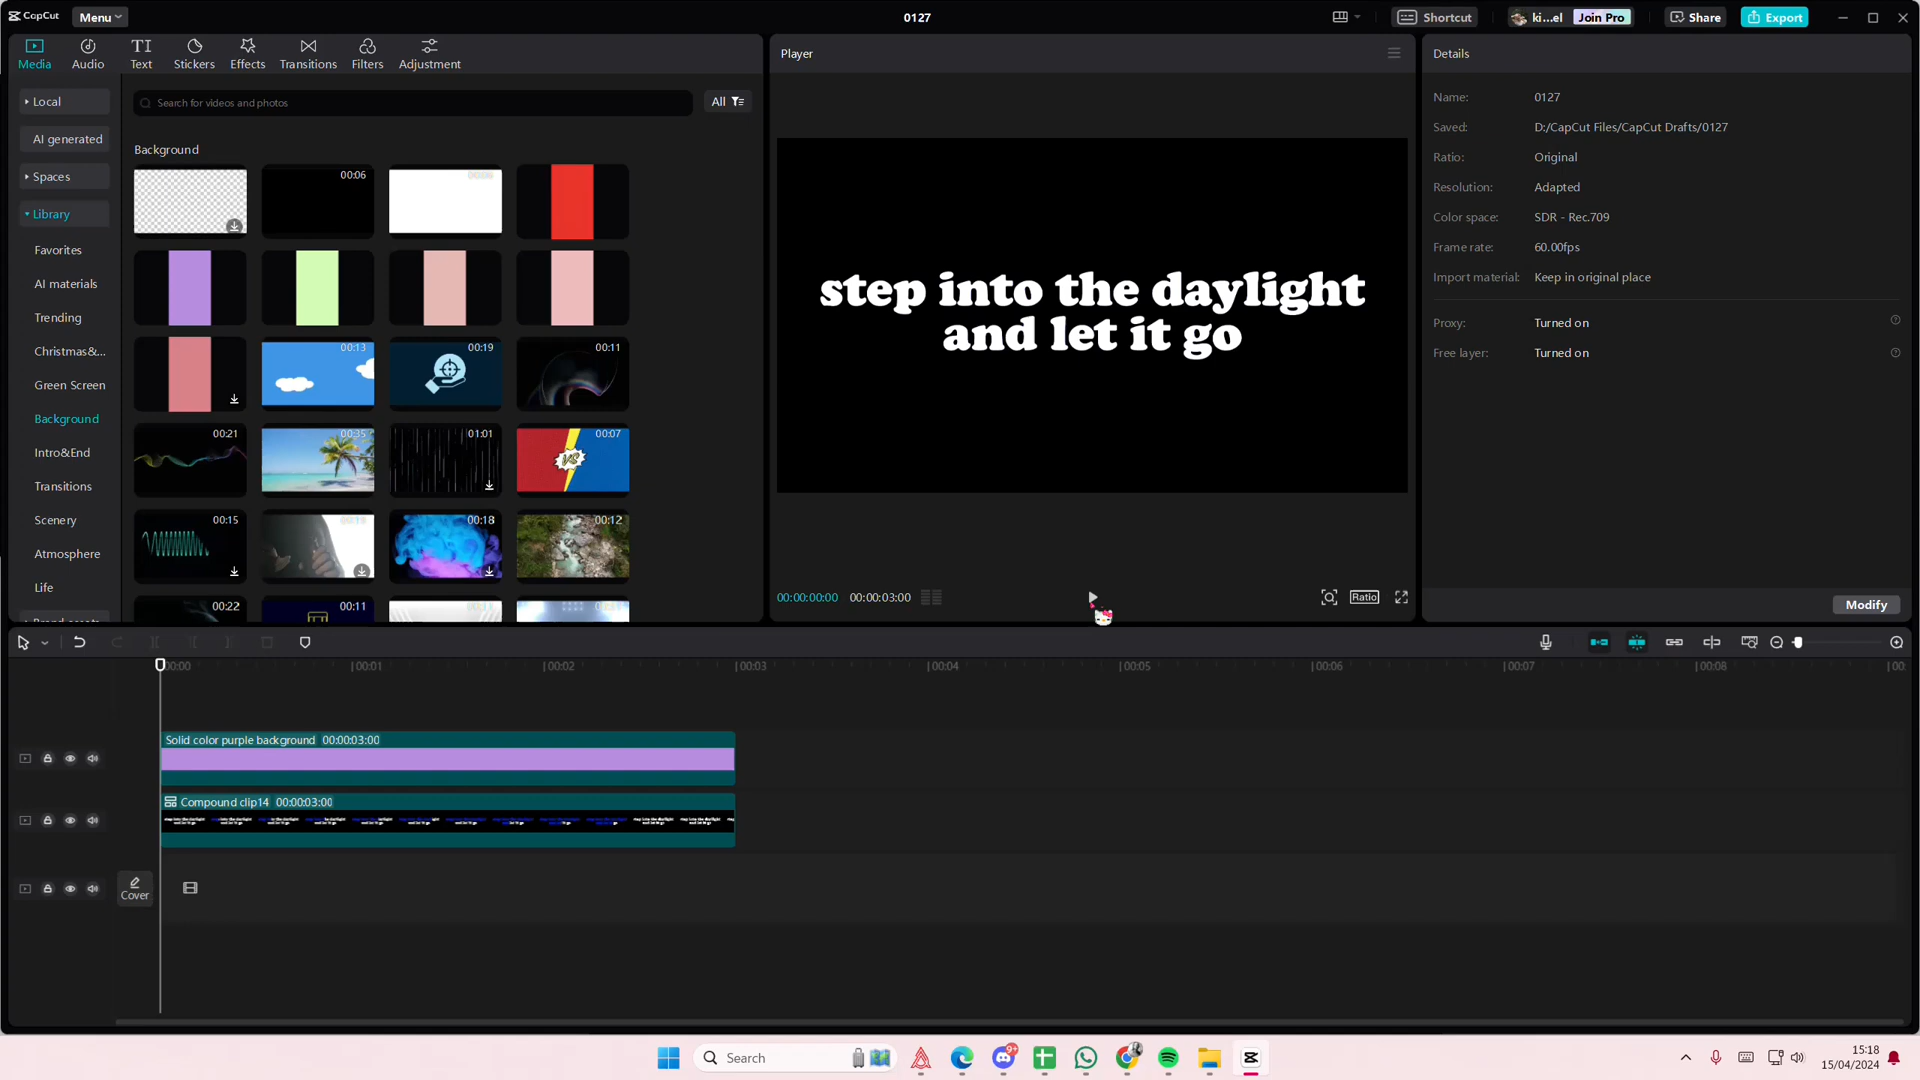 CapCut
Menu
0127
Shortcut
ki...el
Join Pro
Share
Export
Media
Audio
Text
Stickers
Effects
Transitions
Filters
Adjustment
Player
Details
Local
AI generated
Spaces
Library
Favorites
AI materials
Trending
Christmas&...
Green Screen
Background
Intro&End
Transitions
Scenery
Atmosphere
Life
Search for videos and photos
All
Background
00:06
00:13
00:19
00:11
00:21
00:35
01:01
00:07
VS
00:15
00:18
00:12
00:22
00:11
step into the daylight
and let it go
00:00:00:00
00:00:03:00
Ratio
Name:
0127
Saved:
D:/CapCut Files/CapCut Drafts/0127
Ratio:
Original
Resolution:
Adapted
Color space:
SDR - Rec.709
Frame rate:
60.00fps
Import material:
Keep in original place
Proxy:
Turned on
Free layer:
Turned on
Modify
00:00
00:01
00:02
00:03
00:04
00:05
00:06
00:07
00:08
Solid color purple background 00:00:03:00
Compound clip14 00:00:03:00
Cover
Search
9+
15:18
15/04/2024